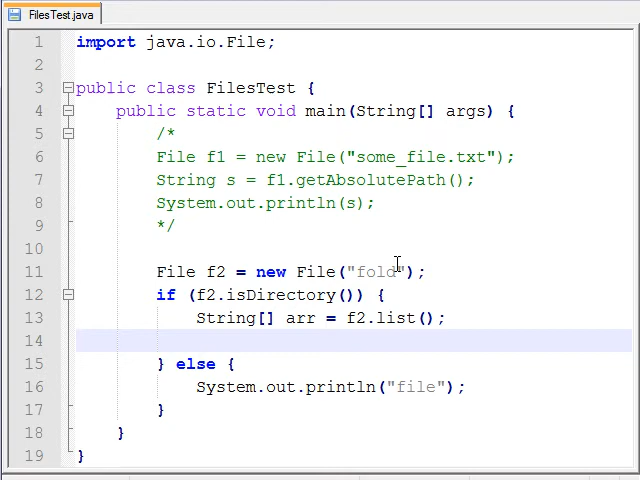 FilesTest.java
1 import java.io.File;
2
3 public class FilesTest {
4 public static void main(String[] args) {
5 /*
6 File f1 = new File("some_file.txt");
7 String s = f1.getAbsolutePath();
8 System.out.println(s);
9 */
10
11 File f2 = new File("fold");
12 if (f2.isDirectory()) {
13 String[] arr = f2.list();
14
15 } else {
16 System.out.println("file");
17 }
18 }
19 }